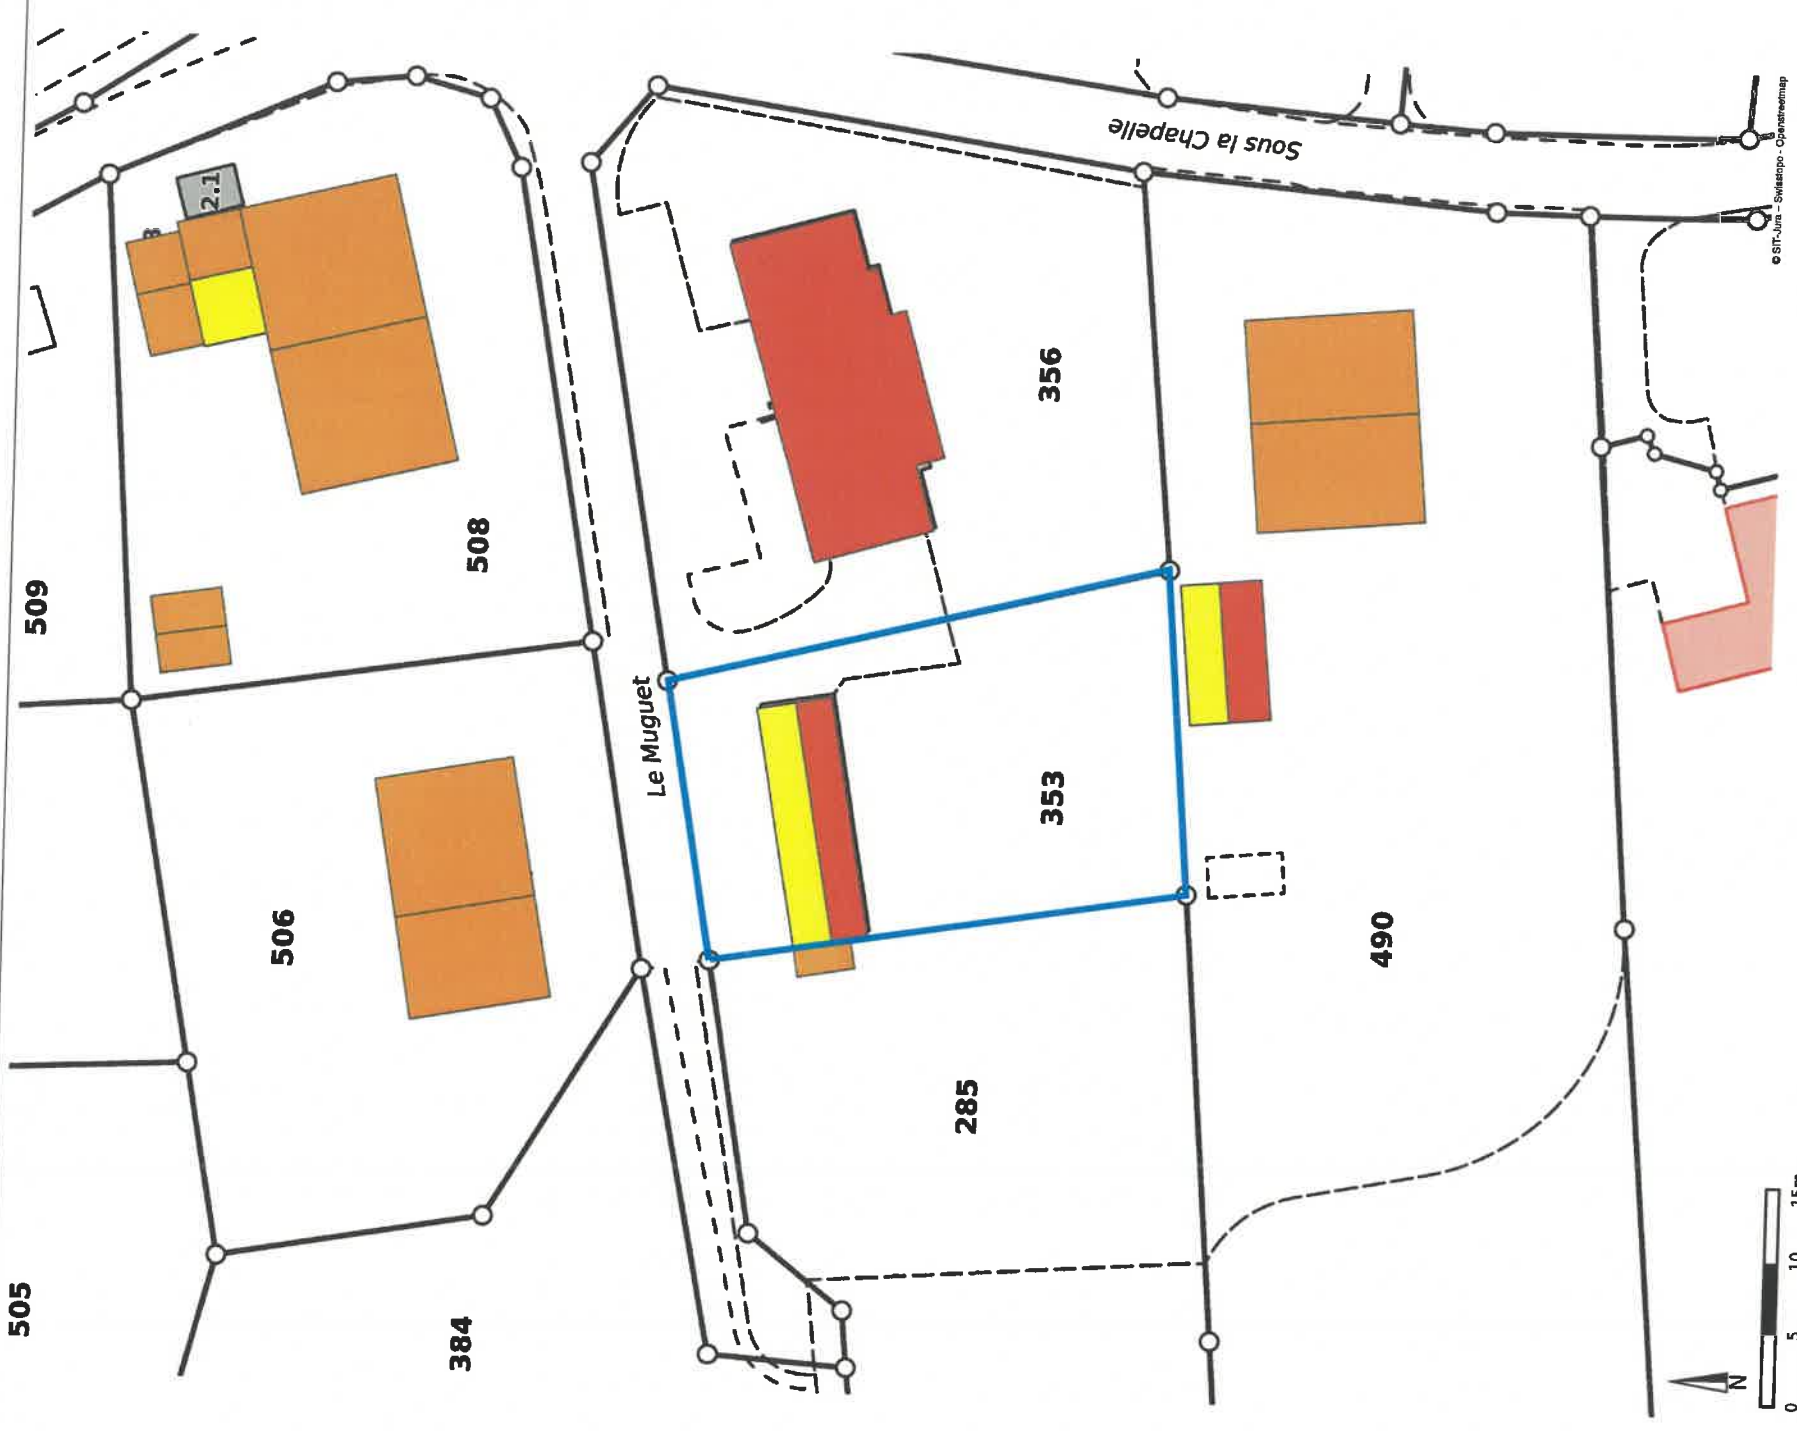 509
505
2.1
508
506
384
Le Muguet
Sous la Chapelle
356
353
285
490
N
0 5 10 15m
© SIT-Jura – Swisstopo - Openstreetmap